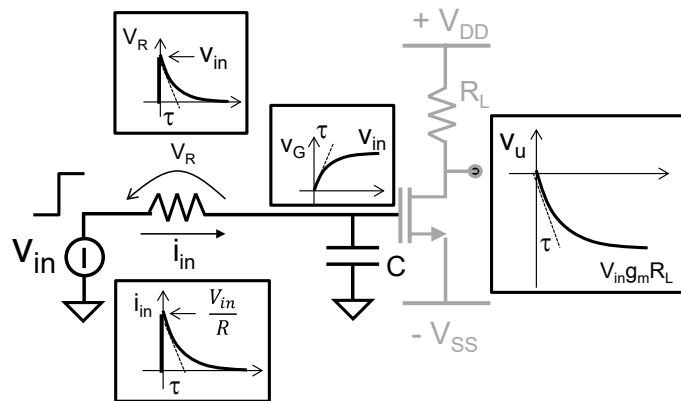 + V_DD
V_R
v_in
τ
R_L
v_G
τ
v_in
v_u
τ
V_in g_m R_L
V_R
i_in
v_in
C
i_in
V_in/R
τ
- V_SS
u